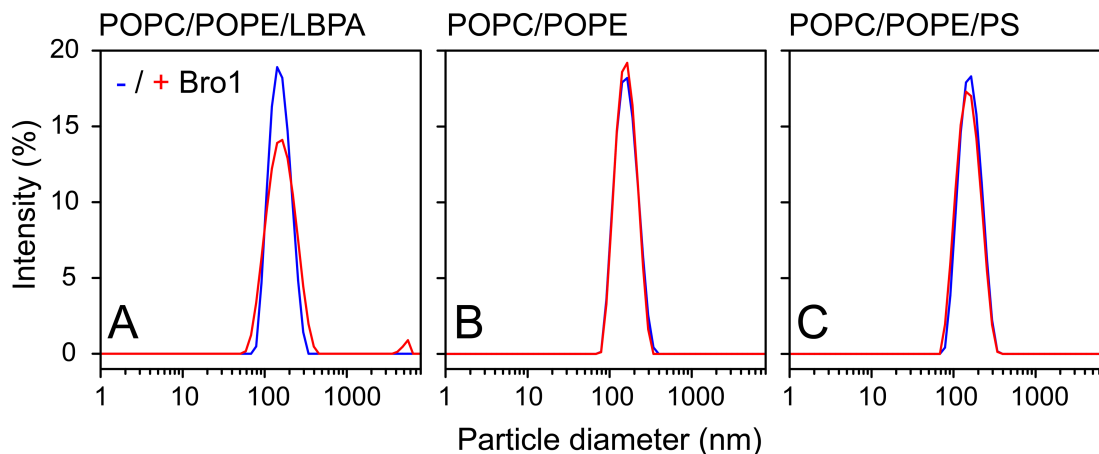 POPC/POPE/LBPA POPC/POPE POPC/POPE/PS
20
- / + Bro1
15
Intensity (%)
10
5
A B C
0
1 10 100 1000 1 10 100 1000 1 10 100 1000
Particle diameter (nm)